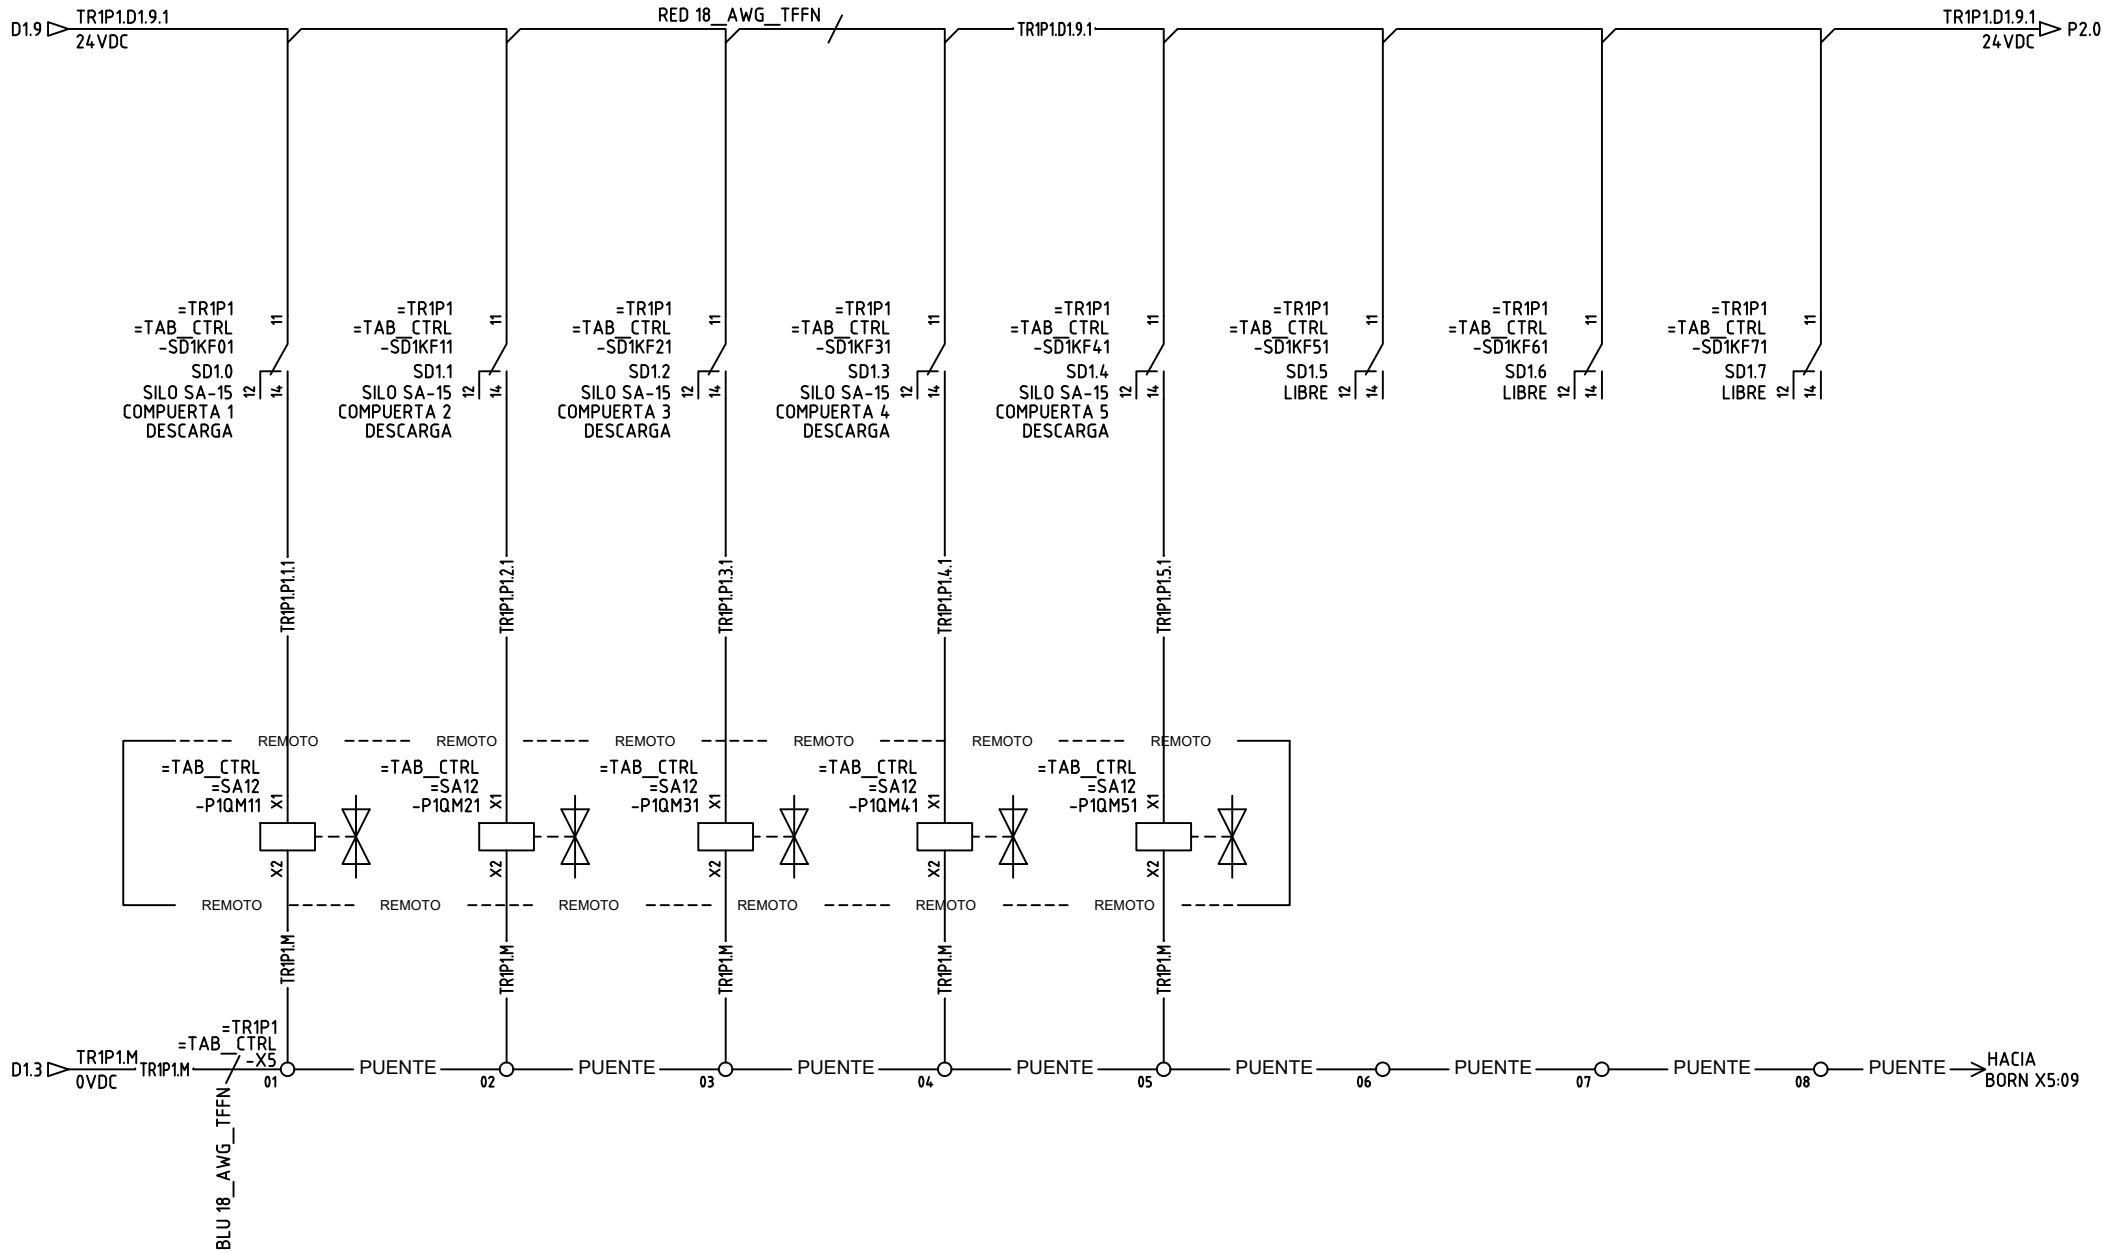 TR1P1.D1.9.1
D1.9
24VDC
RED 18__AWG__TFFN
TR1P1.D1.9.1
TR1P1.D1.9.1
24VDC
P2.0
=TR1P1
=TAB__CTRL
-SD1KF01
SD1.0
SILO SA-15
COMPUERTA 1
DESCARGA
11
12
14
=TR1P1
=TAB__CTRL
-SD1KF11
SD1.1
SILO SA-15
COMPUERTA 2
DESCARGA
11
12
14
=TR1P1
=TAB__CTRL
-SD1KF21
SD1.2
SILO SA-15
COMPUERTA 3
DESCARGA
11
12
14
=TR1P1
=TAB__CTRL
-SD1KF31
SD1.3
SILO SA-15
COMPUERTA 4
DESCARGA
11
12
14
=TR1P1
=TAB__CTRL
-SD1KF41
SD1.4
SILO SA-15
COMPUERTA 5
DESCARGA
11
12
14
=TR1P1
=TAB__CTRL
-SD1KF51
SD1.5
LIBRE
11
12
14
=TR1P1
=TAB__CTRL
-SD1KF61
SD1.6
LIBRE
11
12
14
=TR1P1
=TAB__CTRL
-SD1KF71
SD1.7
LIBRE
11
12
14
TR1P1.P1.1.1
TR1P1.P1.2.1
TR1P1.P1.3.1
TR1P1.P1.4.1
TR1P1.P1.5.1
REMOTO REMOTO REMOTO REMOTO REMOTO REMOTO
=TAB__CTRL
=SA12
-P1QM11
X1
X2
=TAB__CTRL
=SA12
-P1QM21
X1
X2
=TAB__CTRL
=SA12
-P1QM31
X1
X2
=TAB__CTRL
=SA12
-P1QM41
X1
X2
=TAB__CTRL
=SA12
-P1QM51
X1
X2
REMOTO REMOTO REMOTO REMOTO REMOTO REMOTO
TR1P1.M
TR1P1.M
TR1P1.M
TR1P1.M
TR1P1.M
=TR1P1
=TAB__CTRL
-X5
D1.3
TR1P1.M
0VDC
TR1P1.M
BLU 18__AWG__TFFN
01
PUENTE
02
PUENTE
03
PUENTE
04
PUENTE
05
PUENTE
06
PUENTE
07
PUENTE
08
PUENTE
HACIA
BORN X5:09